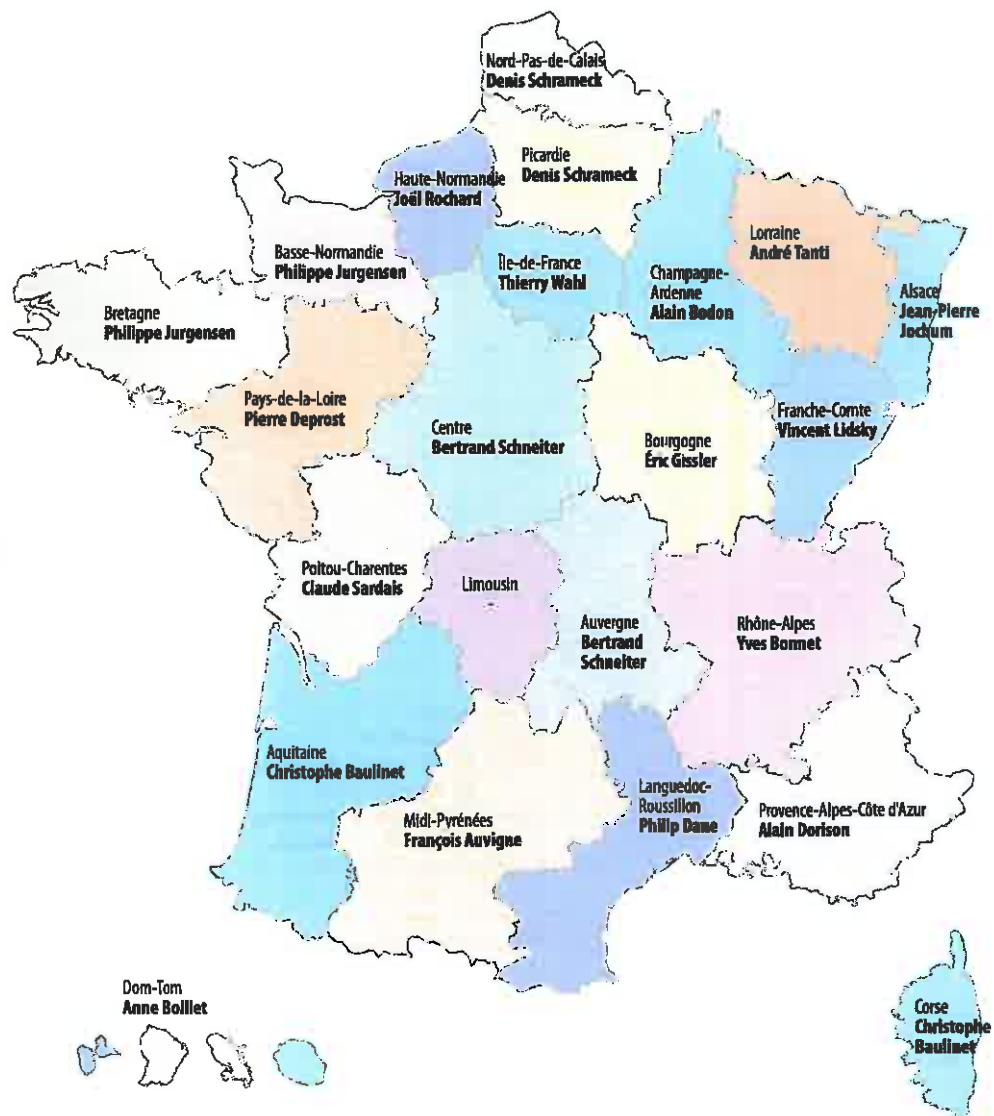 Nord-Pas-de-Calais
Denis Schrameck
Picardie
Denis Schrameck
Haute-Normandie
Joël Rochard
Basse-Normandie
Philippe Jurgensen
Île-de-France
Thierry Wahl
Champagne-
Ardenne
Alain Bodon
Lorraine
André Tanti
Alsace
Jean-Pierre
Jochum
Bretagne
Philippe Jurgensen
Pays-de-la-Loire
Pierre Deprost
Centre
Bertrand Schneiter
Bourgogne
Éric Gissler
Franche-Comte
Vincent Lidsky
Poitou-Charentes
Claude Sardais
Limousin
-
Auvergne
Bertrand
Schneiter
Rhône-Alpes
Yves Bonnet
Aquitaine
Christophe Baulinet
Midi-Pyrénées
François Auvigne
Languedoc-
Roussillon
Philip Dane
Provence-Alpes-Côte d'Azur
Alain Dorison
Dom-Tom
Anne Bolliet
Corse
Christophe
Baulinet